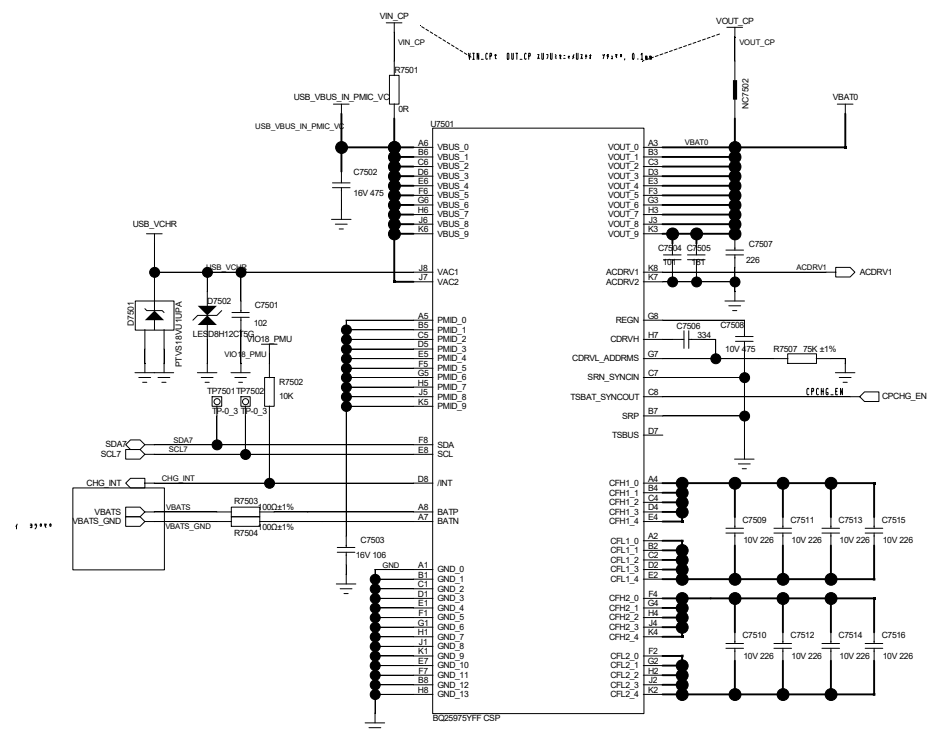 VIN_CP
VIN_CP
VOUT_CP
VOUT_CP
R7501
0R
NC7502
USB_VBUS_IN_PMIC_VC
USB_VBUS_IN_PMIC_VC
VBAT0
C7502
16V 475
U7501
A6 VBUS_0
B6 VBUS_1
C6 VBUS_2
D6 VBUS_3
E6 VBUS_4
F6 VBUS_5
G6 VBUS_6
H6 VBUS_7
J6 VBUS_8
K6 VBUS_9
J8 VAC1
J7 VAC2
A5 PMID_0
B5 PMID_1
C5 PMID_2
D5 PMID_3
E5 PMID_4
F5 PMID_5
G5 PMID_6
H5 PMID_7
J5 PMID_8
K5 PMID_9
F8 SDA
E8 SCL
D8 /INT
A8 BATP
A7 BATN
GND A1 GND_0
B1 GND_1
C1 GND_2
D1 GND_3
E1 GND_4
F1 GND_5
G1 GND_6
H1 GND_7
J1 GND_8
K1 GND_9
E7 GND_10
F7 GND_11
B8 GND_12
H8 GND_13
BQ25975YFF CSP
VOUT_0 A3 VBAT0
VOUT_1 B3
VOUT_2 C3
VOUT_3 D3
VOUT_4 E3
VOUT_5 F3
VOUT_6 G3
VOUT_7 H3
VOUT_8 J3
VOUT_9 K3
C7504
101
C7505
181
C7507
226
ACDRV1 K8 ACDRV1 ACDRV1
ACDRV2 K7
REGN G8
CDRVH H7
CDRVL_ADDRMS G7
SRN_SYNCIN C7
TSBAT_SYNCOUT C8 CPCHG_EN CPCHG_EN
SRP B7
TSBUS D7
C7506
334
C7508
10V 475
R7507 75K ±1%
CFH1_0 A4
CFH1_1 B4
CFH1_2 C4
CFH1_3 D4
CFH1_4 E4
CFL1_0 A2
CFL1_1 B2
CFL1_2 C2
CFL1_3 D2
CFL1_4 E2
CFH2_0 F4
CFH2_1 G4
CFH2_2 H4
CFH2_3 J4
CFH2_4 K4
CFL2_0 F2
CFL2_1 G2
CFL2_2 H2
CFL2_3 J2
CFL2_4 K2
C7509 C7511 C7513 C7515
10V 226 10V 226 10V 226 10V 226
C7510 C7512 C7514 C7516
10V 226 10V 226 10V 226 10V 226
USB_VCHR
USB_VCHR
D7501
PTVS18VU1UPA
D7502
LESD8H12CT5G
C7501
102
VIO18_PMU
VIO18_PMU
R7502
10K
TP7501 TP7502
TP-0_3 TP-0_3
SDA7 SDA7
SCL7 SCL7
CHG_INT CHG_INT
VBATS VBATS
VBATS_GND VBATS_GND
R7503 100Ω±1%
R7504 100Ω±1%
C7503
16V 106